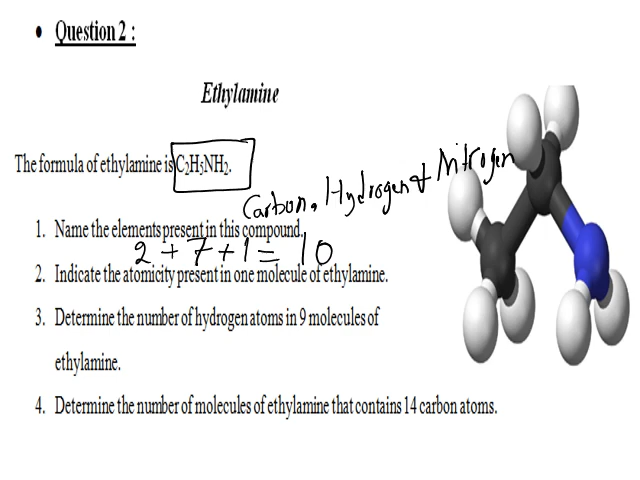 • Question 2 :
Ethylamine
The formula of ethylamine is C₂H₅NH₂.
Carbon, Hydrogen & Nitrogen
1. Name the elements present in this compound.
2 + 7 + 1 = 10
2. Indicate the atomicity present in one molecule of ethylamine.
3. Determine the number of hydrogen atoms in 9 molecules of
ethylamine.
4. Determine the number of molecules of ethylamine that contains 14 carbon atoms.